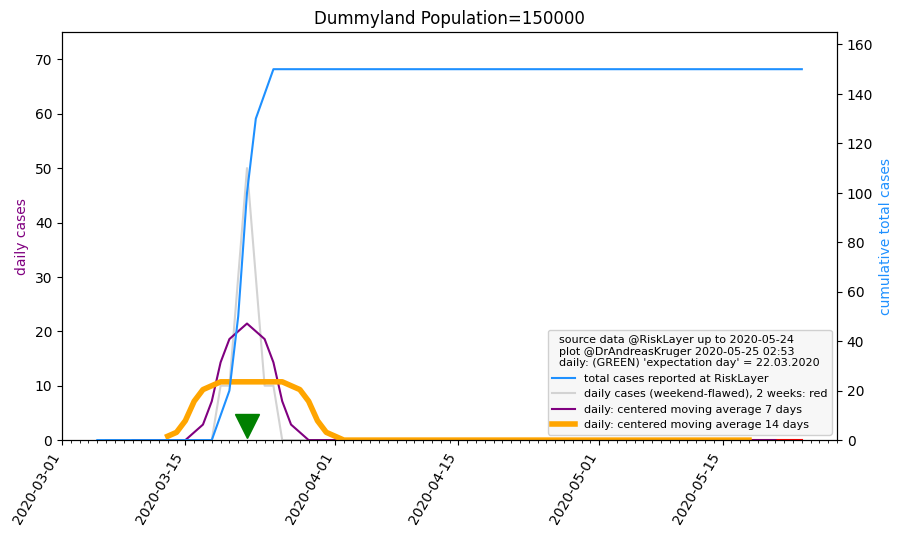 Dummyland Population=150000
70
60
50
40
30
20
10
0
daily cases
160
140
120
100
80
60
40
20
0
cumulative total cases
source data @RiskLayer up to 2020-05-24
plot @DrAndreasKruger 2020-05-25 02:53
daily: (GREEN) 'expectation day' = 22.03.2020
total cases reported at RiskLayer
daily cases (weekend-flawed), 2 weeks: red
daily: centered moving average 7 days
daily: centered moving average 14 days
2020-03-01
2020-03-15
2020-04-01
2020-04-15
2020-05-01
2020-05-15